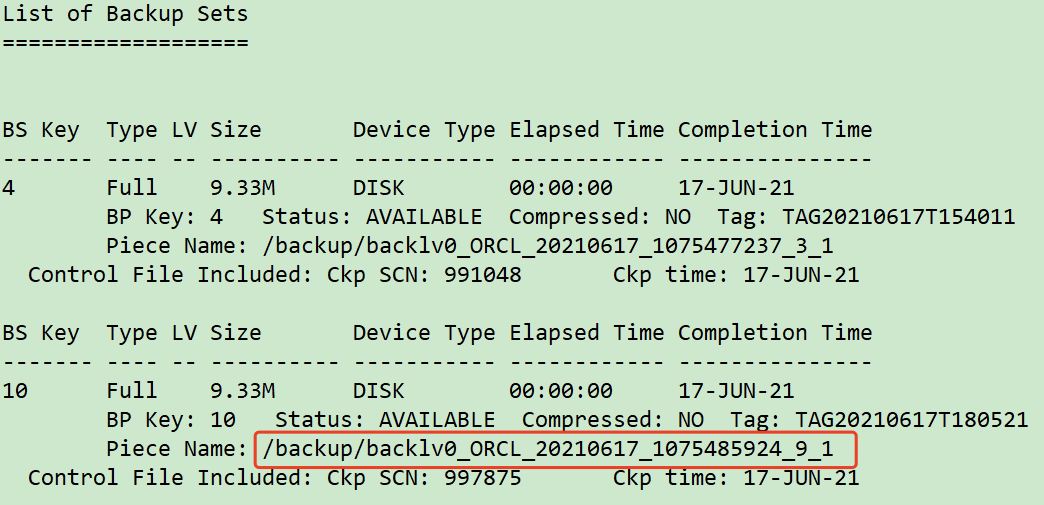 List of Backup Sets
===================
BS Key  Type LV Size       Device Type Elapsed Time Completion Time
------- ---- -- ---------- ----------- ------------ ---------------
4       Full    9.33M      DISK        00:00:00     17-JUN-21
        BP Key: 4   Status: AVAILABLE  Compressed: NO  Tag: TAG20210617T154011
        Piece Name: /backup/backlv0_ORCL_20210617_1075477237_3_1
  Control File Included: Ckp SCN: 991048       Ckp time: 17-JUN-21
BS Key  Type LV Size       Device Type Elapsed Time Completion Time
------- ---- -- ---------- ----------- ------------ ---------------
10      Full    9.33M      DISK        00:00:00     17-JUN-21
        BP Key: 10   Status: AVAILABLE  Compressed: NO  Tag: TAG20210617T180521
        Piece Name: /backup/backlv0_ORCL_20210617_1075485924_9_1
  Control File Included: Ckp SCN: 997875       Ckp time: 17-JUN-21